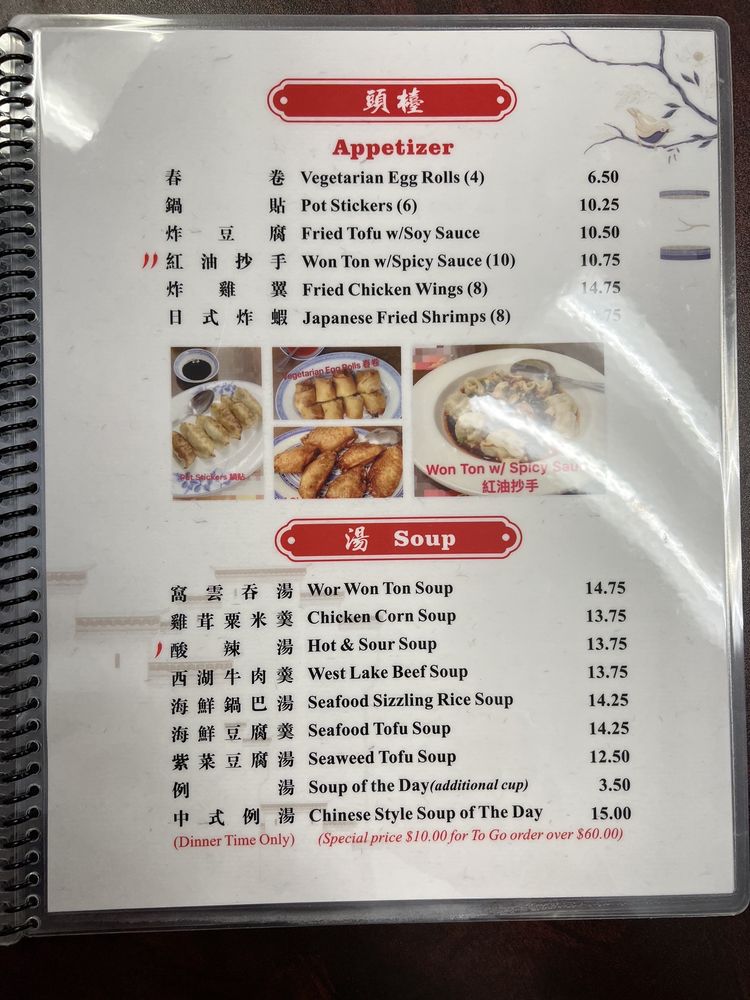 頭檯
Appetizer
春卷 Vegetarian Egg Rolls (4) 6.50
鍋貼 Pot Stickers (6) 10.25
炸豆腐 Fried Tofu w/Soy Sauce 10.50
紅油抄手 Won Ton w/Spicy Sauce (10) 10.75
炸雞翼 Fried Chicken Wings (8) 14.75
日式炸蝦 Japanese Fried Shrimps (8)
Vegetarian Egg Rolls 春卷
Pot Stickers 鍋貼
Won Ton w/ Spicy
紅油抄手
湯 Soup
窩雲吞湯 Wor Won Ton Soup 14.75
雞茸粟米羹 Chicken Corn Soup 13.75
酸辣湯 Hot & Sour Soup 13.75
西湖牛肉羹 West Lake Beef Soup 13.75
海鮮鍋巴湯 Seafood Sizzling Rice Soup 14.25
海鮮豆腐羹 Seafood Tofu Soup 14.25
紫菜豆腐湯 Seaweed Tofu Soup 12.50
例湯 Soup of the Day(additional cup) 3.50
中式例湯 Chinese Style Soup of The Day 15.00
(Dinner Time Only) (Special price $10.00 for To Go order over $60.00)